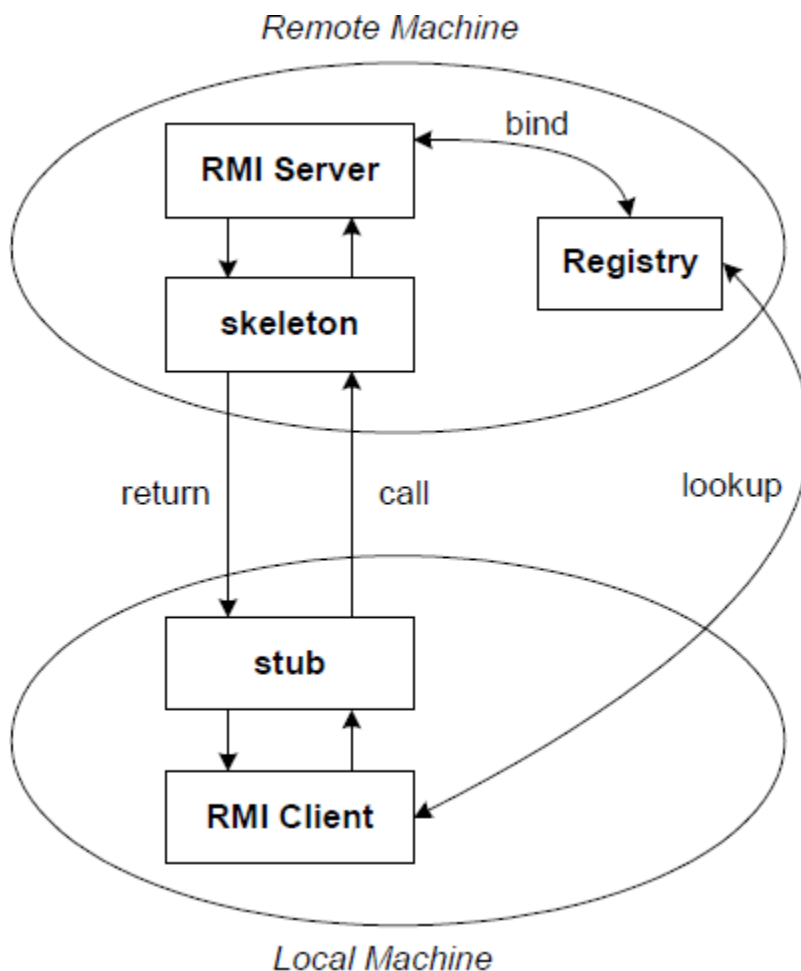 Remote Machine
bind
RMI Server
Registry
skeleton
return
call
lookup
stub
RMI Client
Local Machine